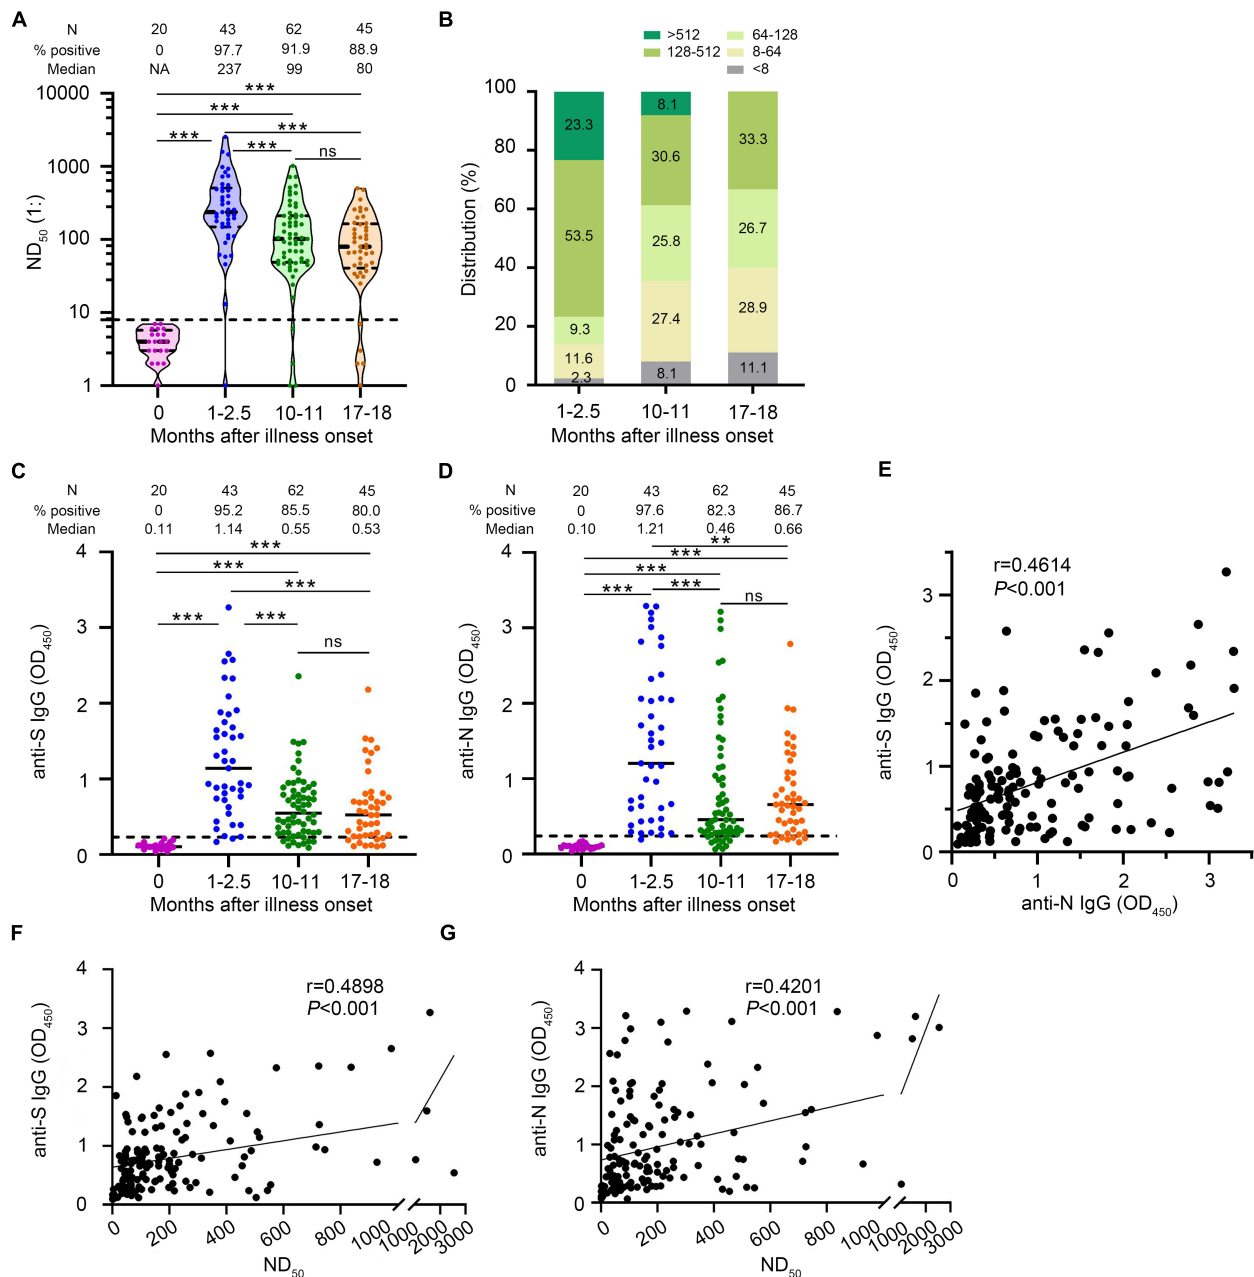 A
N 20 43 62 45
% positive 0 97.7 91.9 88.9
Median NA 237 99 80
10000
1000
100
10
1
ND50 (1:)
***
***
***
***
***
ns
0 1-2.5 10-11 17-18
Months after illness onset
B
>512 64-128
128-512 8-64
<8
100
80
60
40
20
0
Distribution (%)
23.3
53.5
9.3
11.6
2.3
8.1
30.6
25.8
27.4
8.1
33.3
26.7
28.9
11.1
1-2.5 10-11 17-18
Months after illness onset
C
N 20 43 62 45
% positive 0 95.2 85.5 80.0
Median 0.11 1.14 0.55 0.53
4
3
2
1
0
anti-S IgG (OD450)
***
***
***
*** ***
ns
0 1-2.5 10-11 17-18
Months after illness onset
D
N 20 43 62 45
% positive 0 97.6 82.3 86.7
Median 0.10 1.21 0.46 0.66
4
3
2
1
0
anti-N IgG (OD450)
**
***
***
*** ***
ns
0 1-2.5 10-11 17-18
Months after illness onset
E
r=0.4614
P<0.001
3
2
1
0
anti-S IgG (OD450)
0 1 2 3
anti-N IgG (OD450)
F
r=0.4898
P<0.001
4
3
2
1
0
anti-S IgG (OD450)
0 200 400 600 800 1000 1000 2000 3000
ND50
G
r=0.4201
P<0.001
4
3
2
1
0
anti-N IgG (OD450)
0 200 400 600 800 1000 1000 2000 3000
ND50